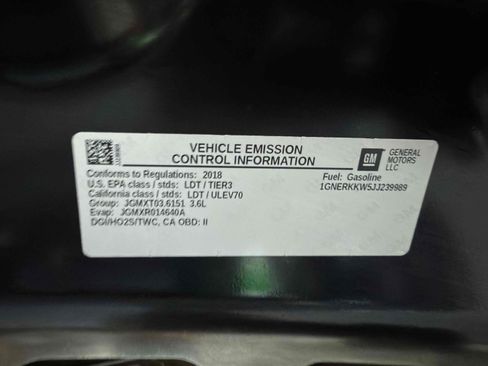 VEHICLE EMISSION
CONTROL INFORMATION
GM
GENERAL
MOTORS
LLC
Conforms to Regulations: 2018
U.S. EPA class / stds: LDT / TIER3
California class / stds: LDT / ULEV70
Group: JGMXT03.6151 3.6L
Evap: JGMXR014640A
DGI/HO2S/TWC, CA OBD: II
Fuel: Gasoline
1GNERKKW5JJ239989